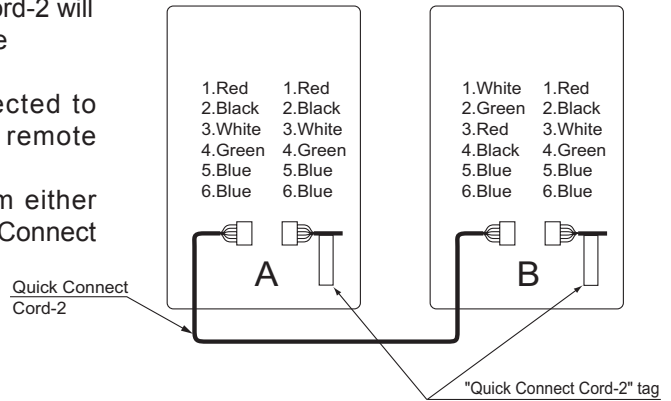 ord-2 will
e
ected to
remote
m either
Connect
1.Red 1.Red
2.Black 2.Black
3.White 3.White
4.Green 4.Green
5.Blue 5.Blue
6.Blue 6.Blue
A
1.White 1.Red
2.Green 2.Black
3.Red 3.White
4.Black 4.Green
5.Blue 5.Blue
6.Blue 6.Blue
B
Quick Connect
Cord-2
"Quick Connect Cord-2" tag